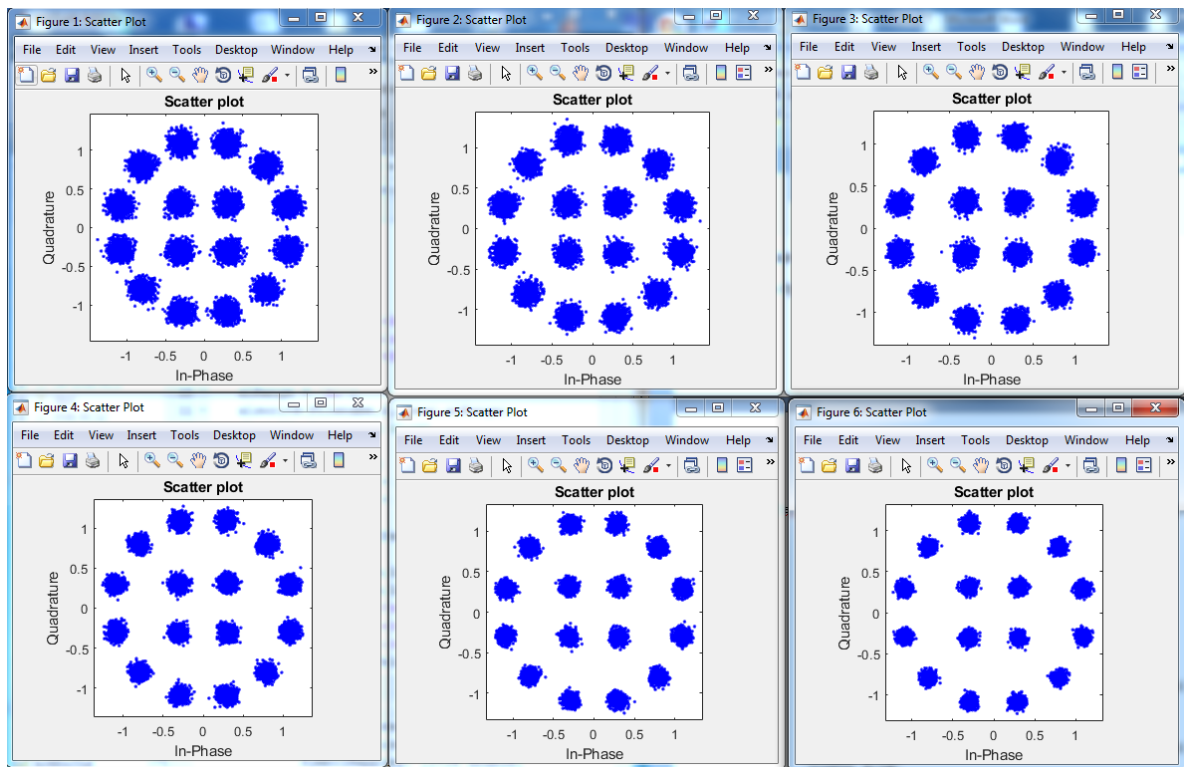 Figure 1: Scatter Plot
File Edit View Insert Tools Desktop Window Help
Scatter plot
1
0.5
0
-0.5
-1
Quadrature
-1 -0.5 0 0.5 1
In-Phase
Figure 2: Scatter Plot
File Edit View Insert Tools Desktop Window Help
Scatter plot
1
0.5
0
-0.5
-1
Quadrature
-1 -0.5 0 0.5 1
In-Phase
Figure 3: Scatter Plot
File Edit View Insert Tools Desktop Window Help
Scatter plot
1
0.5
0
-0.5
-1
Quadrature
-1 -0.5 0 0.5 1
In-Phase
Figure 4: Scatter Plot
File Edit View Insert Tools Desktop Window Help
Scatter plot
1
0.5
0
-0.5
-1
Quadrature
-1 -0.5 0 0.5 1
In-Phase
Figure 5: Scatter Plot
File Edit View Insert Tools Desktop Window Help
Scatter plot
1
0.5
0
-0.5
-1
Quadrature
-1 -0.5 0 0.5 1
In-Phase
Figure 6: Scatter Plot
File Edit View Insert Tools Desktop Window Help
Scatter plot
1
0.5
0
-0.5
-1
Quadrature
-1 -0.5 0 0.5 1
In-Phase